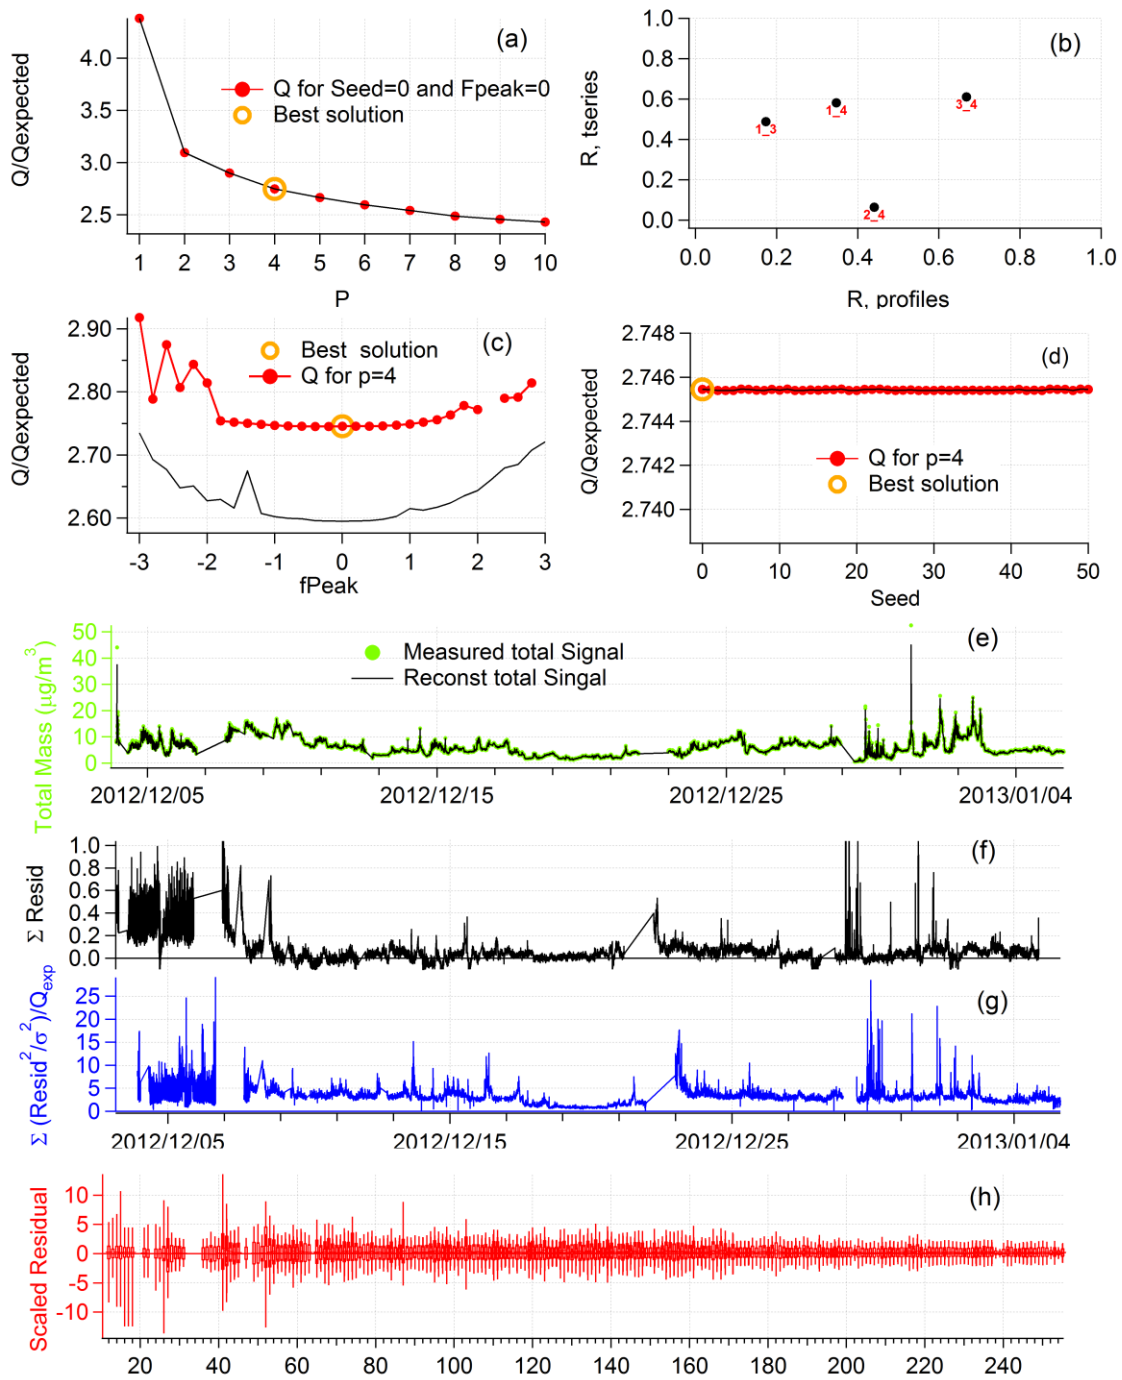 (a)
Q/Qexpected
4.0
3.5
3.0
2.5
Q for Seed=0 and Fpeak=0
Best solution
1 2 3 4 5 6 7 8 9 10
P
(b)
R, tseries
1.0
0.8
0.6
0.4
0.2
0.0
1_3
1_4
3_4
2_4
0.0 0.2 0.4 0.6 0.8 1.0
R, profiles
(c)
Q/Qexpected
2.90
2.80
2.70
2.60
Best solution
Q for p=4
-3 -2 -1 0 1 2 3
fPeak
(d)
Q/Qexpected
2.748
2.746
2.744
2.742
2.740
Q for p=4
Best solution
0 10 20 30 40 50
Seed
(e)
Total Mass (µg/m³)
50
40
30
20
10
0
Measured total Signal
Reconst total Singal
2012/12/05 2012/12/15 2012/12/25 2013/01/04
(f)
Σ Resid
1.0
0.8
0.6
0.4
0.2
0.0
(g)
Σ (Resid²/σ²)/Qexp
25
20
15
10
5
0
2012/12/05 2012/12/15 2012/12/25 2013/01/04
(h)
Scaled Residual
10
5
0
-5
-10
20 40 60 80 100 120 140 160 180 200 220 240